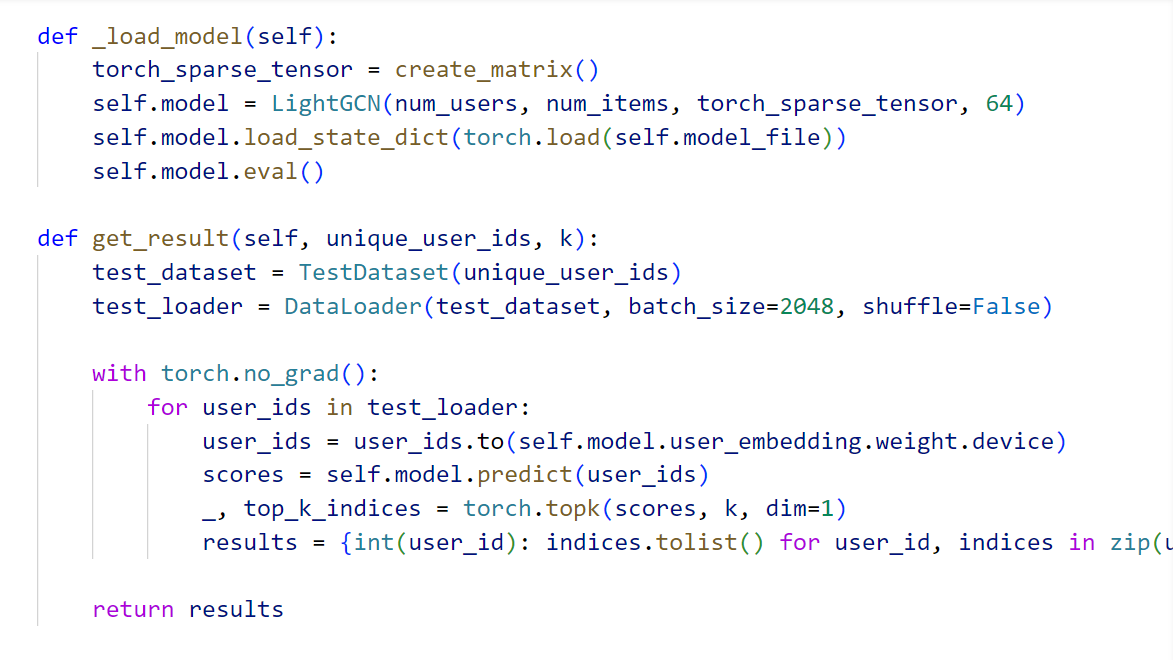 def _load_model(self):
    torch_sparse_tensor = create_matrix()
    self.model = LightGCN(num_users, num_items, torch_sparse_tensor, 64)
    self.model.load_state_dict(torch.load(self.model_file))
    self.model.eval()

def get_result(self, unique_user_ids, k):
    test_dataset = TestDataset(unique_user_ids)
    test_loader = DataLoader(test_dataset, batch_size=2048, shuffle=False)

    with torch.no_grad():
        for user_ids in test_loader:
            user_ids = user_ids.to(self.model.user_embedding.weight.device)
            scores = self.model.predict(user_ids)
            _, top_k_indices = torch.topk(scores, k, dim=1)
            results = {int(user_id): indices.tolist() for user_id, indices in zip(

    return results